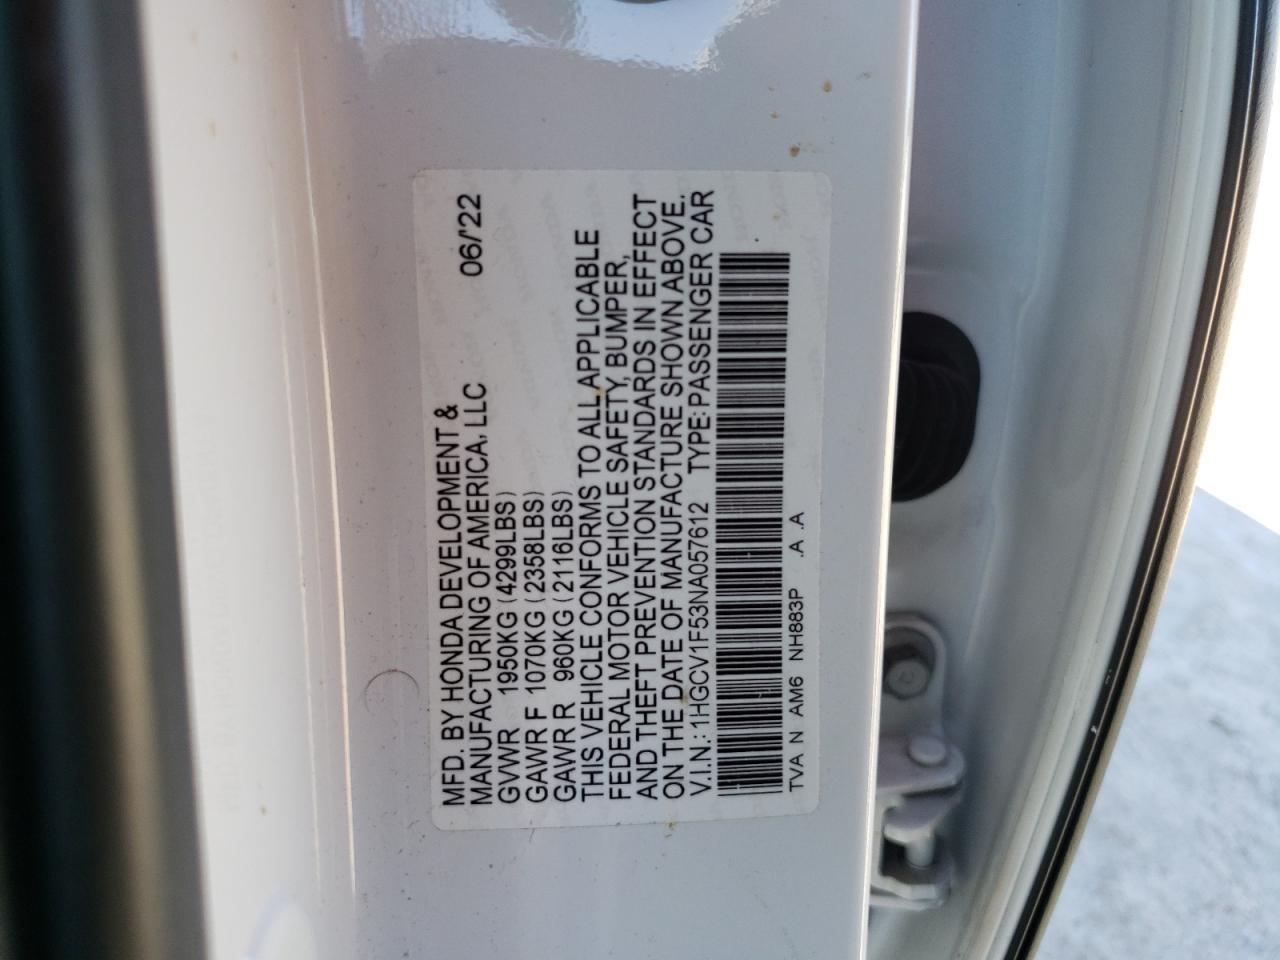 MFD. BY HONDA DEVELOPMENT &
MANUFACTURING OF AMERICA, LLC 06/'22
GVWR 1950KG (4299LBS)
GAWR F 1070KG (2358LBS)
GAWR R 960KG (2116LBS)
THIS VEHICLE CONFORMS TO ALL APPLICABLE
FEDERAL MOTOR VEHICLE SAFETY, BUMPER,
AND THEFT PREVENTION STANDARDS IN EFFECT
ON THE DATE OF MANUFACTURE SHOWN ABOVE.
V.I.N.: 1HGCV1F53NA057612 TYPE: PASSENGER CAR
TVA N AM6 NH883P .A .A